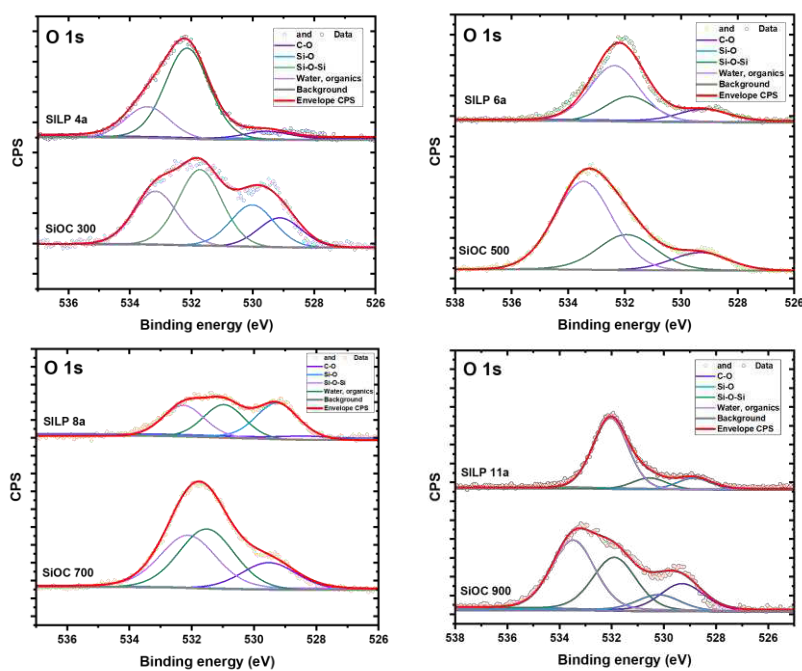 O 1s
and Data
C-O
Si-O
Si-O-Si
Water, organics
Background
Envelope CPS
SILP 4a
SiOC 300
CPS
536 534 532 530 528 526
Binding energy (eV)
O 1s
and Data
C-O
Si-O
Si-O-Si
Water, organics
Background
Envelope CPS
SILP 6a
SiOC 500
CPS
538 536 534 532 530 528 526
Binding energy (eV)
O 1s
and Data
C-O
Si-O
Si-O-Si
Water, organics
Background
Envelope CPS
SILP 8a
SiOC 700
CPS
536 534 532 530 528 526
Binding energy (eV)
O 1s
and Data
C-O
Si-O
Si-O-Si
Water, organics
Background
Envelope CPS
SILP 11a
SiOC 900
CPS
538 536 534 532 530 528 526
Binding energy (eV)